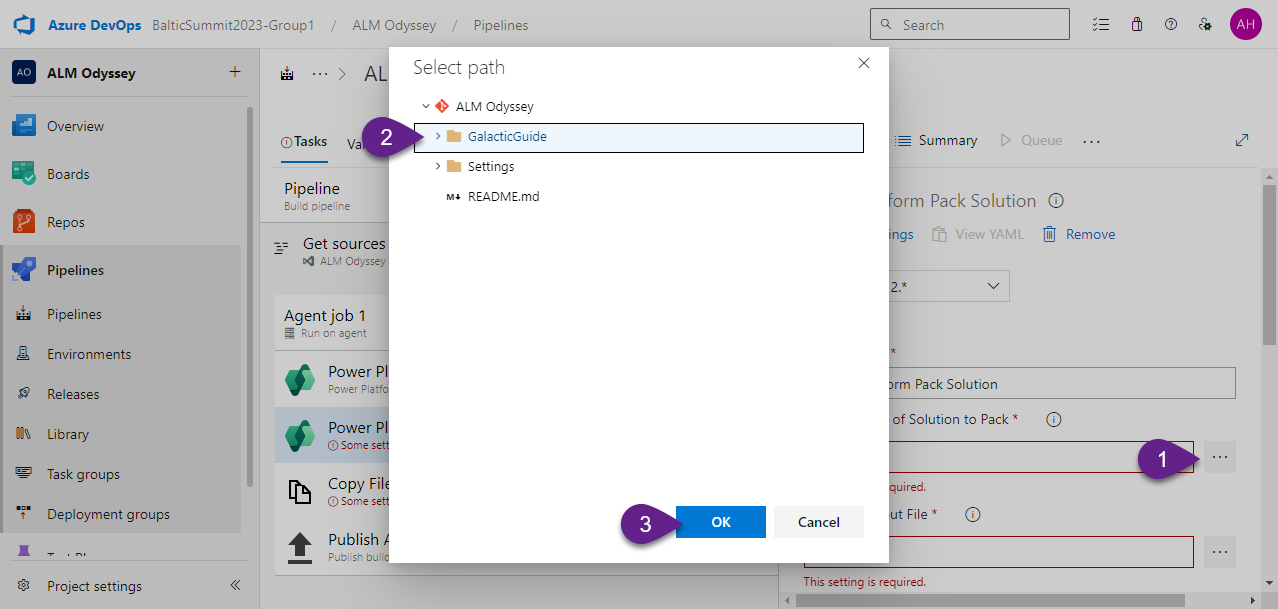 Azure DevOps BalticSummit2023-Group1 / ALM Odyssey / Pipelines Search AH
AO ALM Odyssey +
Overview
Boards
Repos
Pipelines
Pipelines
Environments
Releases
Library
Task groups
Deployment groups
Project settings
··· > AL
Tasks Va
Summary Queue ...
Pipeline
Build pipeline
Get sources
ALM Odyssey
Agent job 1
Run on agent
Power Pl
Power Platfo
Power Pl
Some sett
Copy File
Some sett
Publish A
Publish build
Select path
ALM Odyssey
2
GalacticGuide
Settings
M README.md
3
OK Cancel
form Pack Solution
ngs View YAML Remove
2.*
*
orm Pack Solution
of Solution to Pack *
1
...
quired.
ut File *
...
This setting is required.